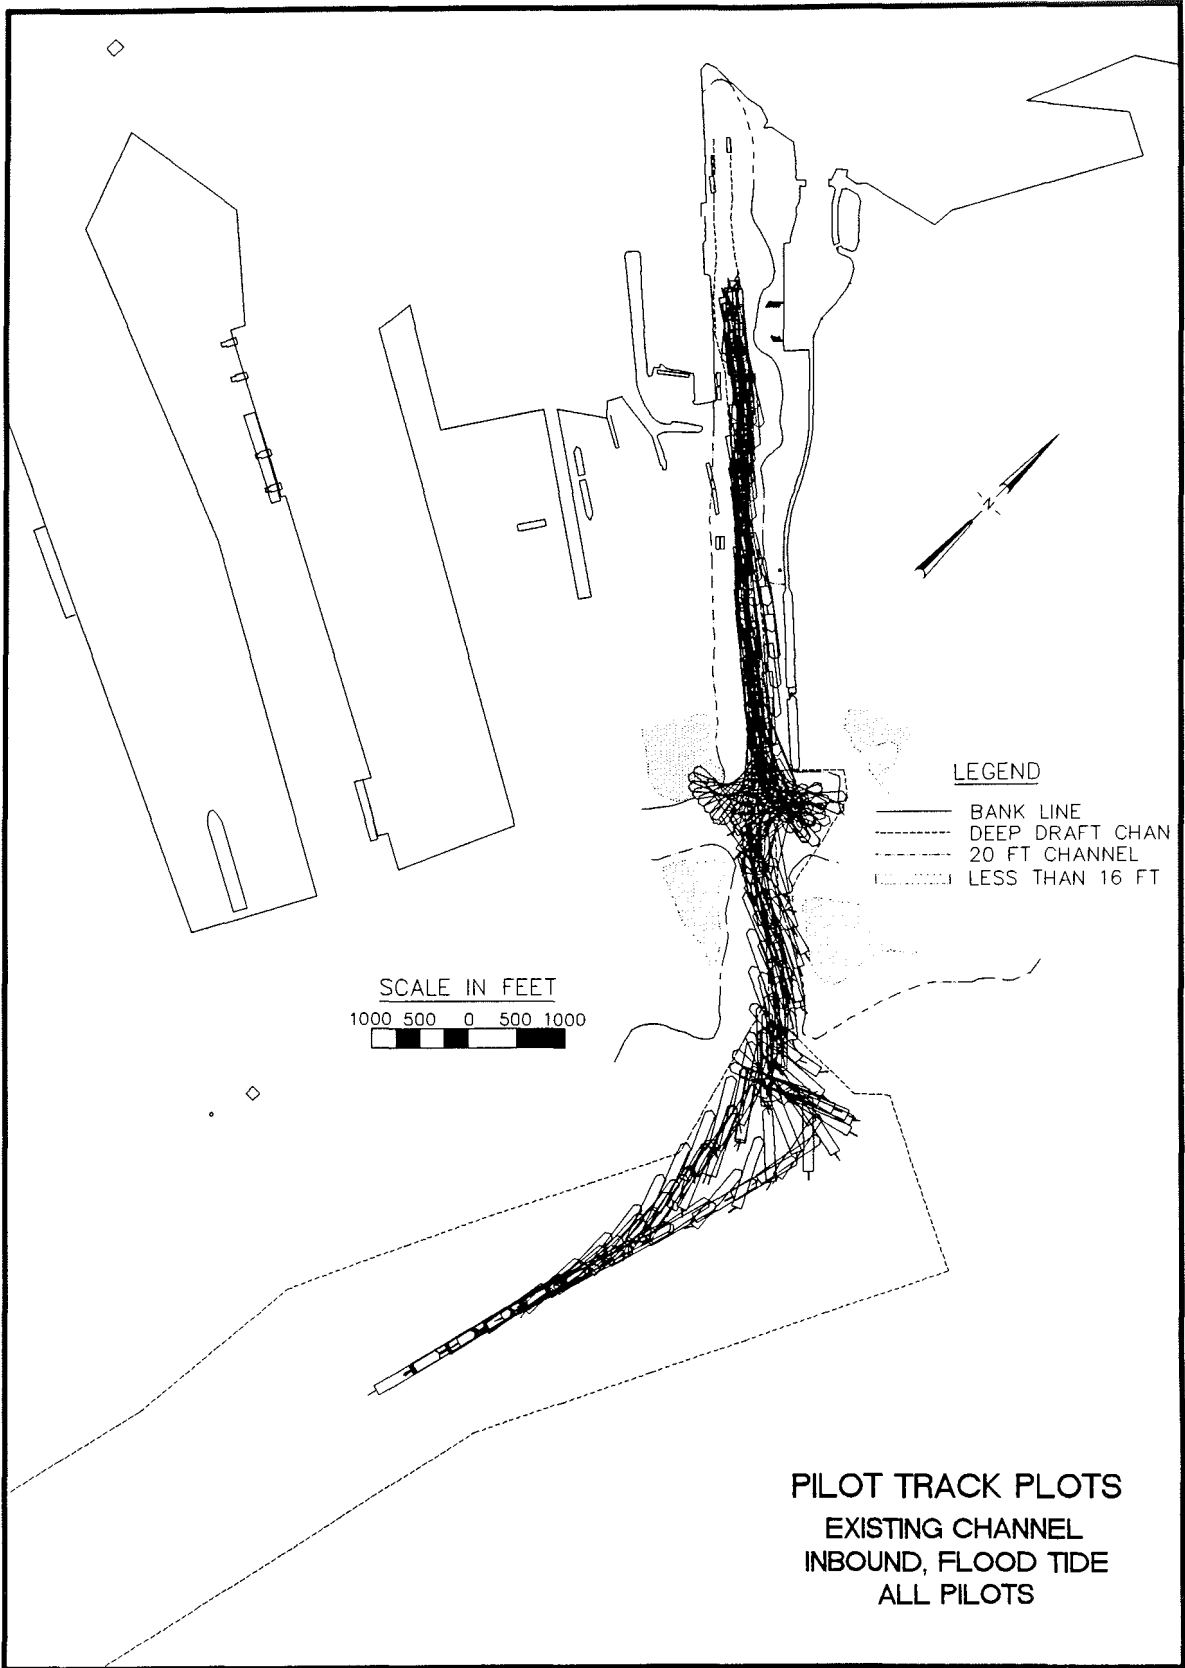 N
LEGEND
BANK LINE
DEEP DRAFT CHAN
20 FT CHANNEL
LESS THAN 16 FT
SCALE IN FEET
1000 500 0 500 1000
PILOT TRACK PLOTS
EXISTING CHANNEL
INBOUND, FLOOD TIDE
ALL PILOTS